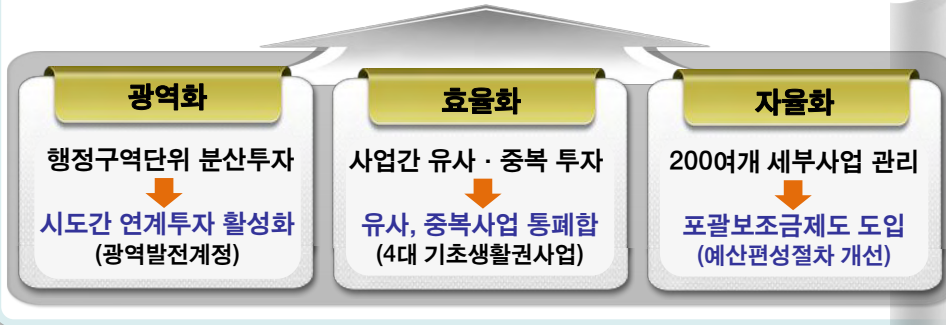 광역화
행정구역단위 분산투자
시도간 연계투자 활성화
(광역발전계정)
효율화
사업간 유사 · 중복 투자
유사, 중복사업 통폐합
(4대 기초생활권사업)
자율화
200여개 세부사업 관리
포괄보조금제도 도입
(예산편성절차 개선)